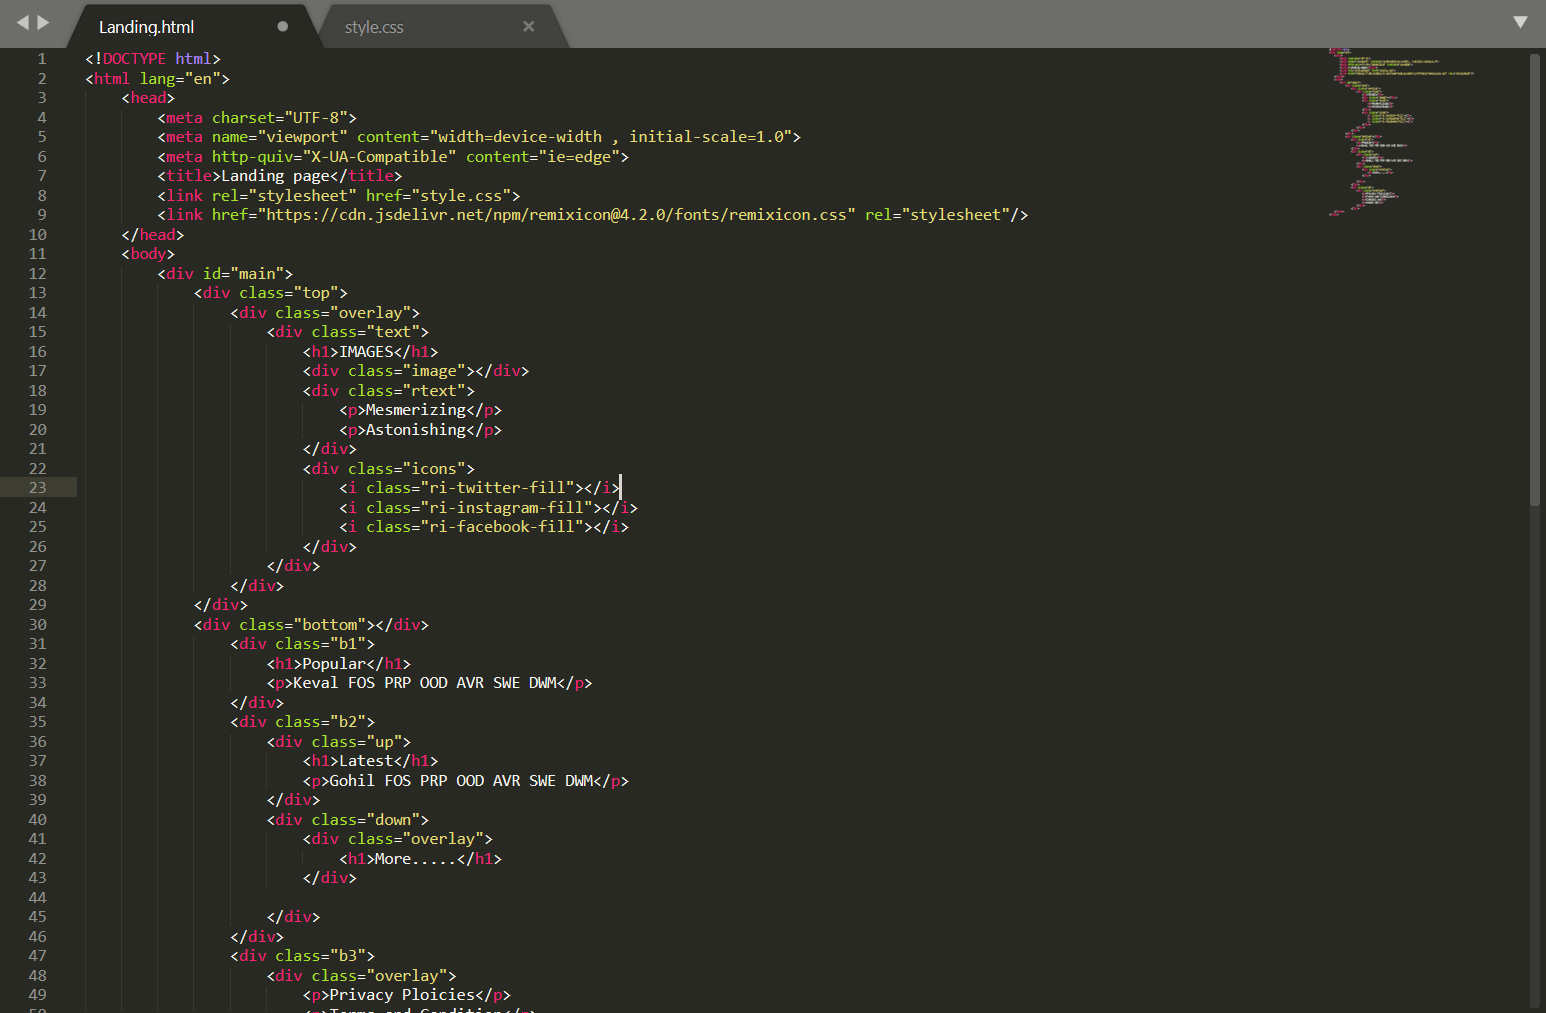 Landing.html
style.css
1 <!DOCTYPE html>
2 <html lang="en">
3 <head>
4 <meta charset="UTF-8">
5 <meta name="viewport" content="width=device-width , initial-scale=1.0">
6 <meta http-quiv="X-UA-Compatible" content="ie=edge">
7 <title>Landing page</title>
8 <link rel="stylesheet" href="style.css">
9 <link href="https://cdn.jsdelivr.net/npm/remixicon@4.2.0/fonts/remixicon.css" rel="stylesheet"/>
10 </head>
11 <body>
12 <div id="main">
13 <div class="top">
14 <div class="overlay">
15 <div class="text">
16 <h1>IMAGES</h1>
17 <div class="image"></div>
18 <div class="rtext">
19 <p>Mesmerizing</p>
20 <p>Astonishing</p>
21 </div>
22 <div class="icons">
23 <i class="ri-twitter-fill"></i>
24 <i class="ri-instagram-fill"></i>
25 <i class="ri-facebook-fill"></i>
26 </div>
27 </div>
28 </div>
29 </div>
30 <div class="bottom"></div>
31 <div class="b1">
32 <h1>Popular</h1>
33 <p>Keval FOS PRP OOD AVR SWE DWM</p>
34 </div>
35 <div class="b2">
36 <div class="up">
37 <h1>Latest</h1>
38 <p>Gohil FOS PRP OOD AVR SWE DWM</p>
39 </div>
40 <div class="down">
41 <div class="overlay">
42 <h1>More.....</h1>
43 </div>
44
45 </div>
46 </div>
47 <div class="b3">
48 <div class="overlay">
49 <p>Privacy Ploicies</p>
50 <p>Terms and Condition</p>